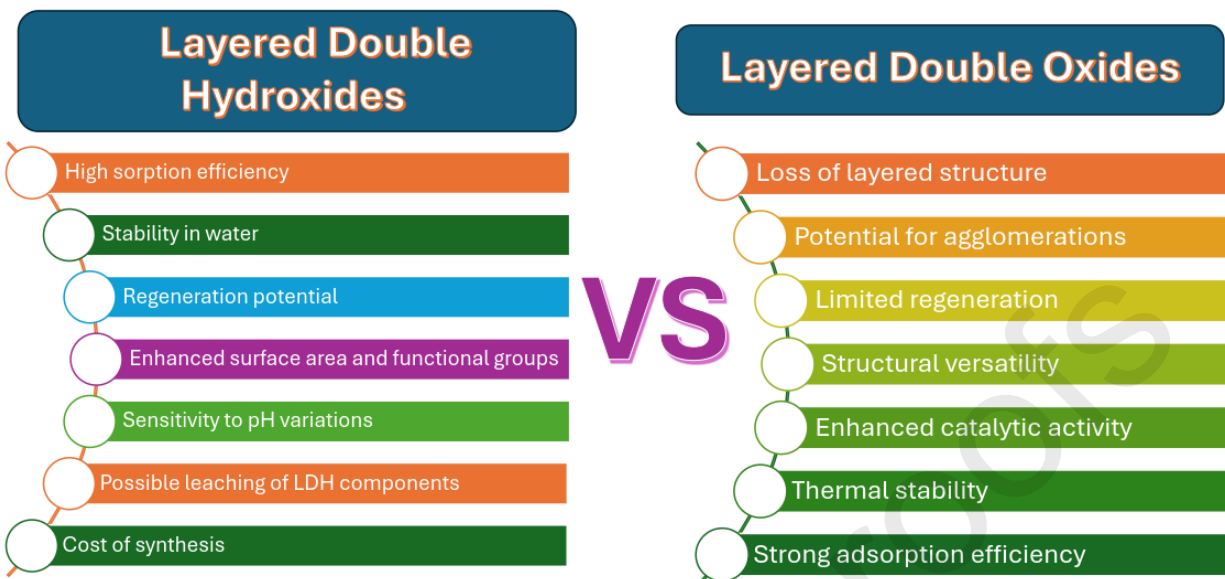 Layered Double
Hydroxides
High sorption efficiency
Stability in water
Regeneration potential
Enhanced surface area and functional groups
Sensitivity to pH variations
Possible leaching of LDH components
Cost of synthesis
VS
Layered Double Oxides
Loss of layered structure
Potential for agglomerations
Limited regeneration
Structural versatility
Enhanced catalytic activity
Thermal stability
Strong adsorption efficiency